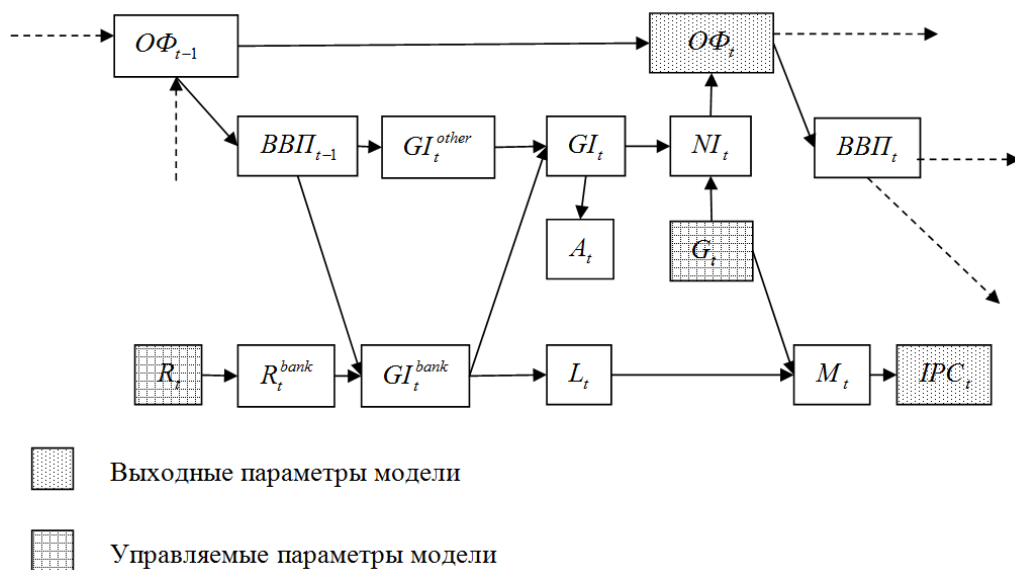 ОФ_{t−1}
ОФ_t
ВВП_{t−1}
GI_t^{other}
GI_t
NI_t
ВВП_t
A_t
G_t
R_t
R_t^{bank}
GI_t^{bank}
L_t
M_t
IPC_t
Выходные параметры модели
Управляемые параметры модели